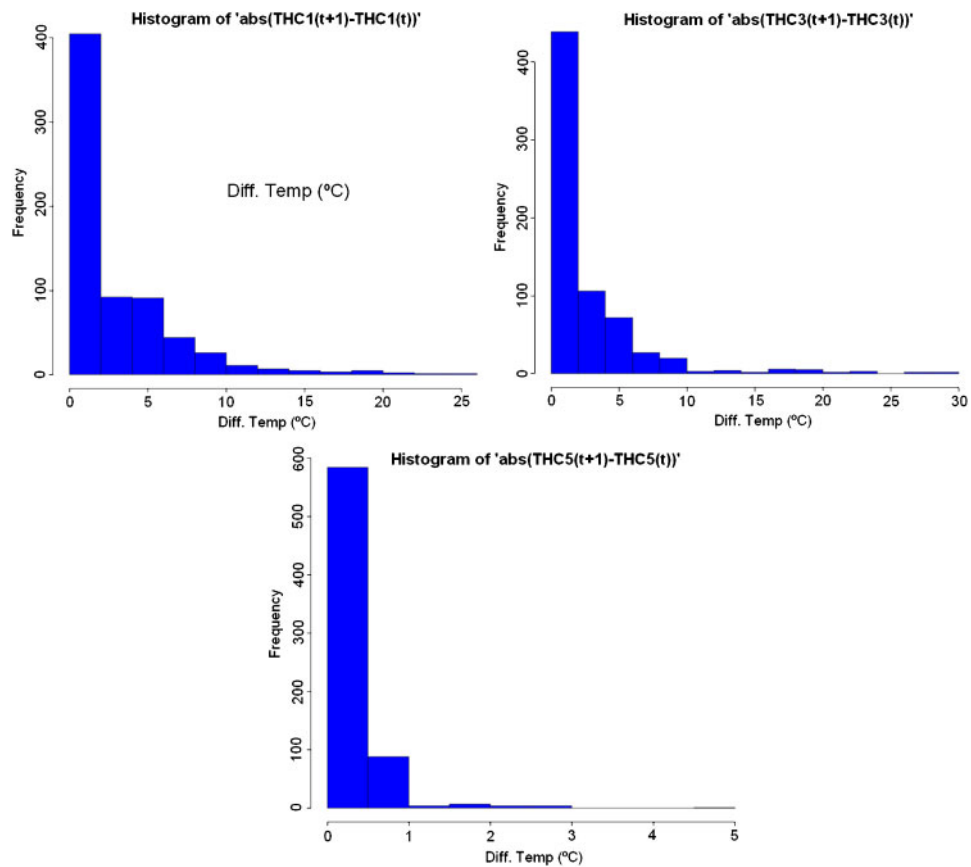 Histogram of 'abs(THC1(t+1)-THC1(t))'
Frequency
400
300
200
100
0
Diff. Temp (ºC)
0 5 10 15 20 25
Diff. Temp (ºC)
Histogram of 'abs(THC3(t+1)-THC3(t))'
Frequency
400
300
200
100
0
0 5 10 15 20 25 30
Diff. Temp (ºC)
Histogram of 'abs(THC5(t+1)-THC5(t))'
Frequency
600
500
400
300
200
100
0
0 1 2 3 4 5
Diff. Temp (ºC)